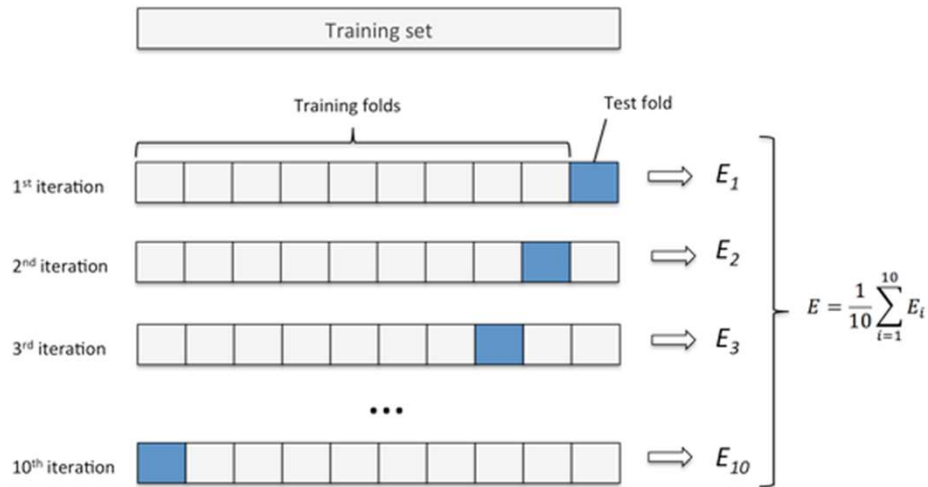 Training set
Training folds
Test fold
1st iteration
E1
2nd iteration
E2
3rd iteration
E3
E = 1/10 10∑i=1 Ei
...
10th iteration
E10